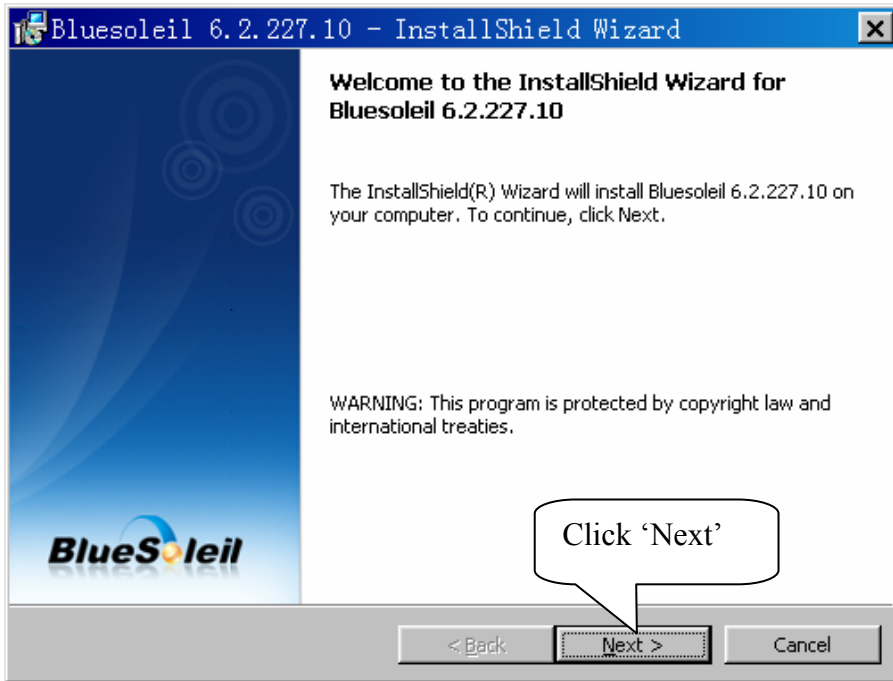 Bluesoleil 6.2.227.10 - InstallShield Wizard
Welcome to the InstallShield Wizard for
Bluesoleil 6.2.227.10
The InstallShield(R) Wizard will install Bluesoleil 6.2.227.10 on
your computer. To continue, click Next.
WARNING: This program is protected by copyright law and
international treaties.
Click ‘Next’
BlueSoleil
< Back
Next >
Cancel